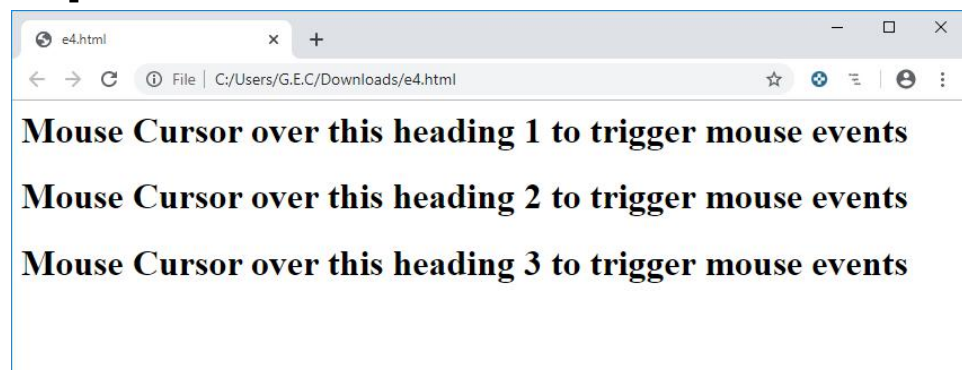 e4.html
File | C:/Users/G.E.C/Downloads/e4.html
Mouse Cursor over this heading 1 to trigger mouse events
Mouse Cursor over this heading 2 to trigger mouse events
Mouse Cursor over this heading 3 to trigger mouse events